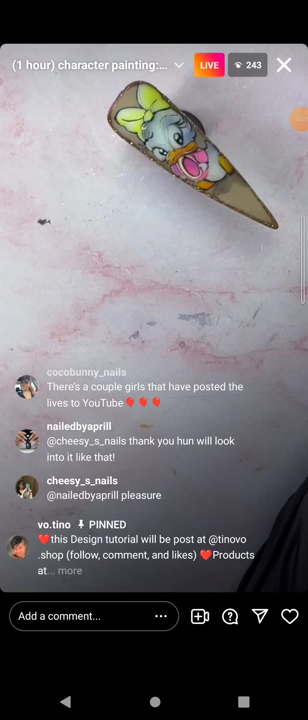 (1 hour) character painting:...
LIVE
243
cocobunny_nails
There's a couple girls that have posted the
lives to YouTube🎈🎈🎈
nailedbyaprill
@cheesy_s_nails thank you hun will look
into it like that!
cheesy_s_nails
@nailedbyaprill pleasure
vo.tino PINNED
❤️this Design tutorial will be post at @tinovo
.shop (follow, comment, and likes) ❤️Products
at... more
Add a comment...